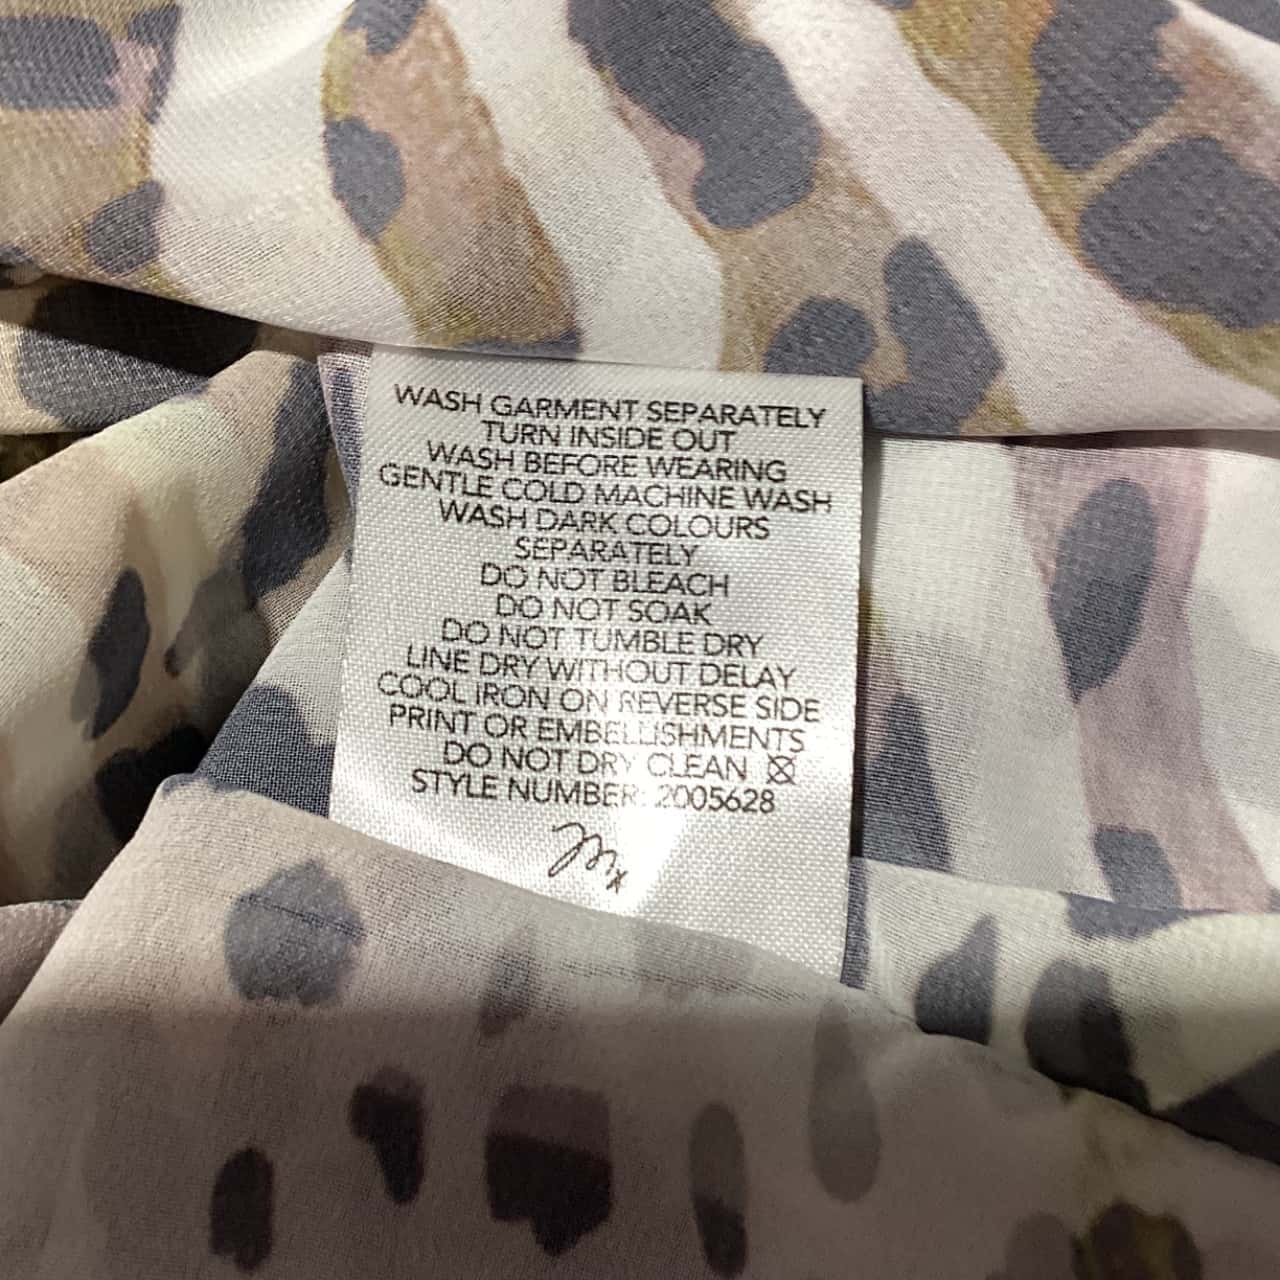 WASH GARMENT SEPARATELY
TURN INSIDE OUT
WASH BEFORE WEARING
GENTLE COLD MACHINE WASH
WASH DARK COLOURS
SEPARATELY
DO NOT BLEACH
DO NOT SOAK
DO NOT TUMBLE DRY
LINE DRY WITHOUT DELAY
COOL IRON ON REVERSE SIDE
PRINT OR EMBELLISHMENTS
DO NOT DRY CLEAN
STYLE NUMBER: 2005628